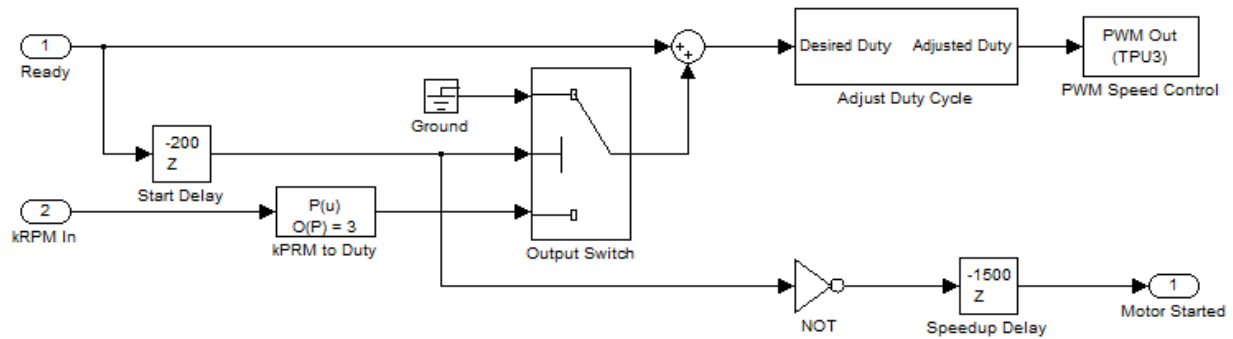 1
Ready
Ground
-200
Z
Start Delay
2
kRPM In
P(u)
O(P) = 3
kPRM to Duty
Output Switch
+
+
Desired Duty
Adjusted Duty
Adjust Duty Cycle
PWM Out
(TPU3)
PWM Speed Control
NOT
-1500
Z
Speedup Delay
1
Motor Started